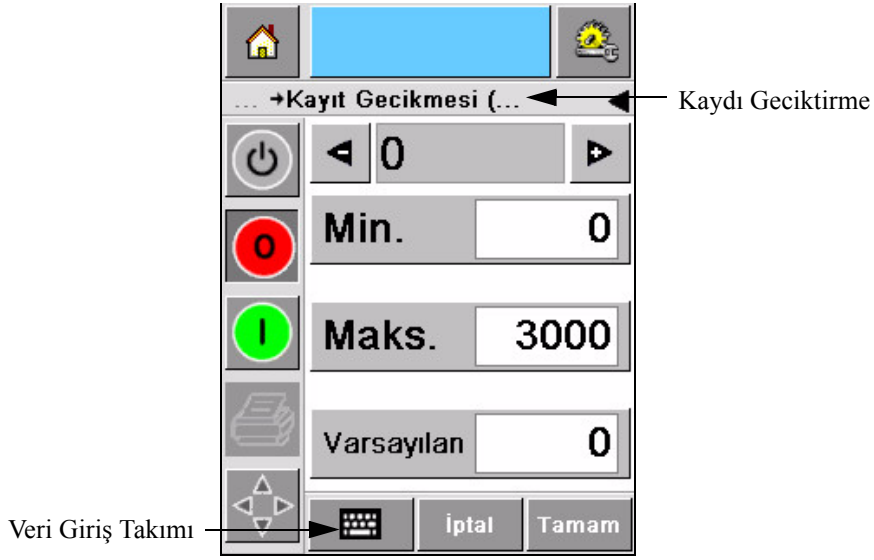 ... →Kayıt Gecikmesi (...
Kaydı Geciktirme
0
Min. 0
O
I
Maks. 3000
Varsayılan 0
Veri Giriş Takımı
İptal
Tamam